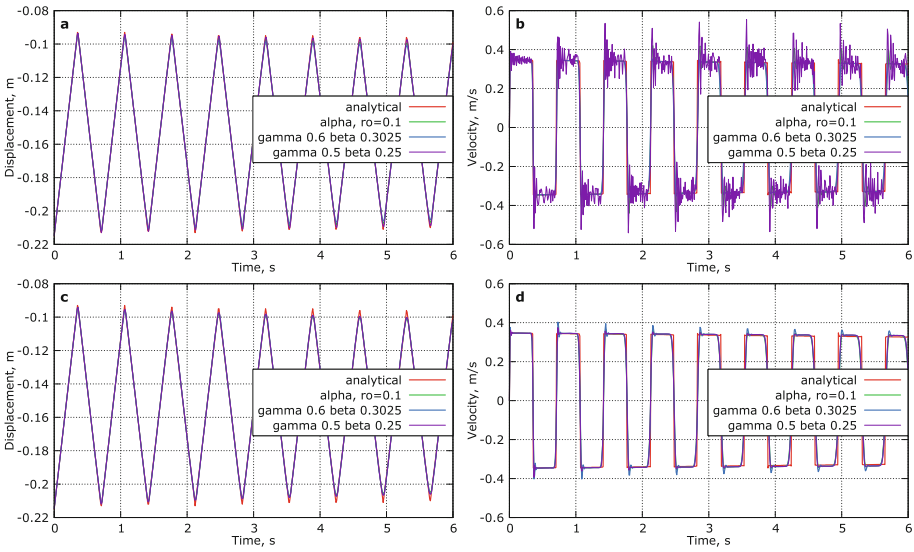 a
-0.08
-0.1
-0.12
-0.14
-0.16
-0.18
-0.2
-0.22
Displacement, m
0 1 2 3 4 5 6
Time, s
analytical
alpha, ro=0.1
gamma 0.6 beta 0.3025
gamma 0.5 beta 0.25
b
0.6
0.4
0.2
0
-0.2
-0.4
-0.6
Velocity, m/s
0 1 2 3 4 5 6
Time, s
analytical
alpha, ro=0.1
gamma 0.6 beta 0.3025
gamma 0.5 beta 0.25
c
-0.08
-0.1
-0.12
-0.14
-0.16
-0.18
-0.2
-0.22
Displacement, m
0 1 2 3 4 5 6
Time, s
analytical
alpha, ro=0.1
gamma 0.6 beta 0.3025
gamma 0.5 beta 0.25
d
0.6
0.4
0.2
0
-0.2
-0.4
-0.6
Velocity, m/s
0 1 2 3 4 5 6
Time, s
analytical
alpha, ro=0.1
gamma 0.6 beta 0.3025
gamma 0.5 beta 0.25